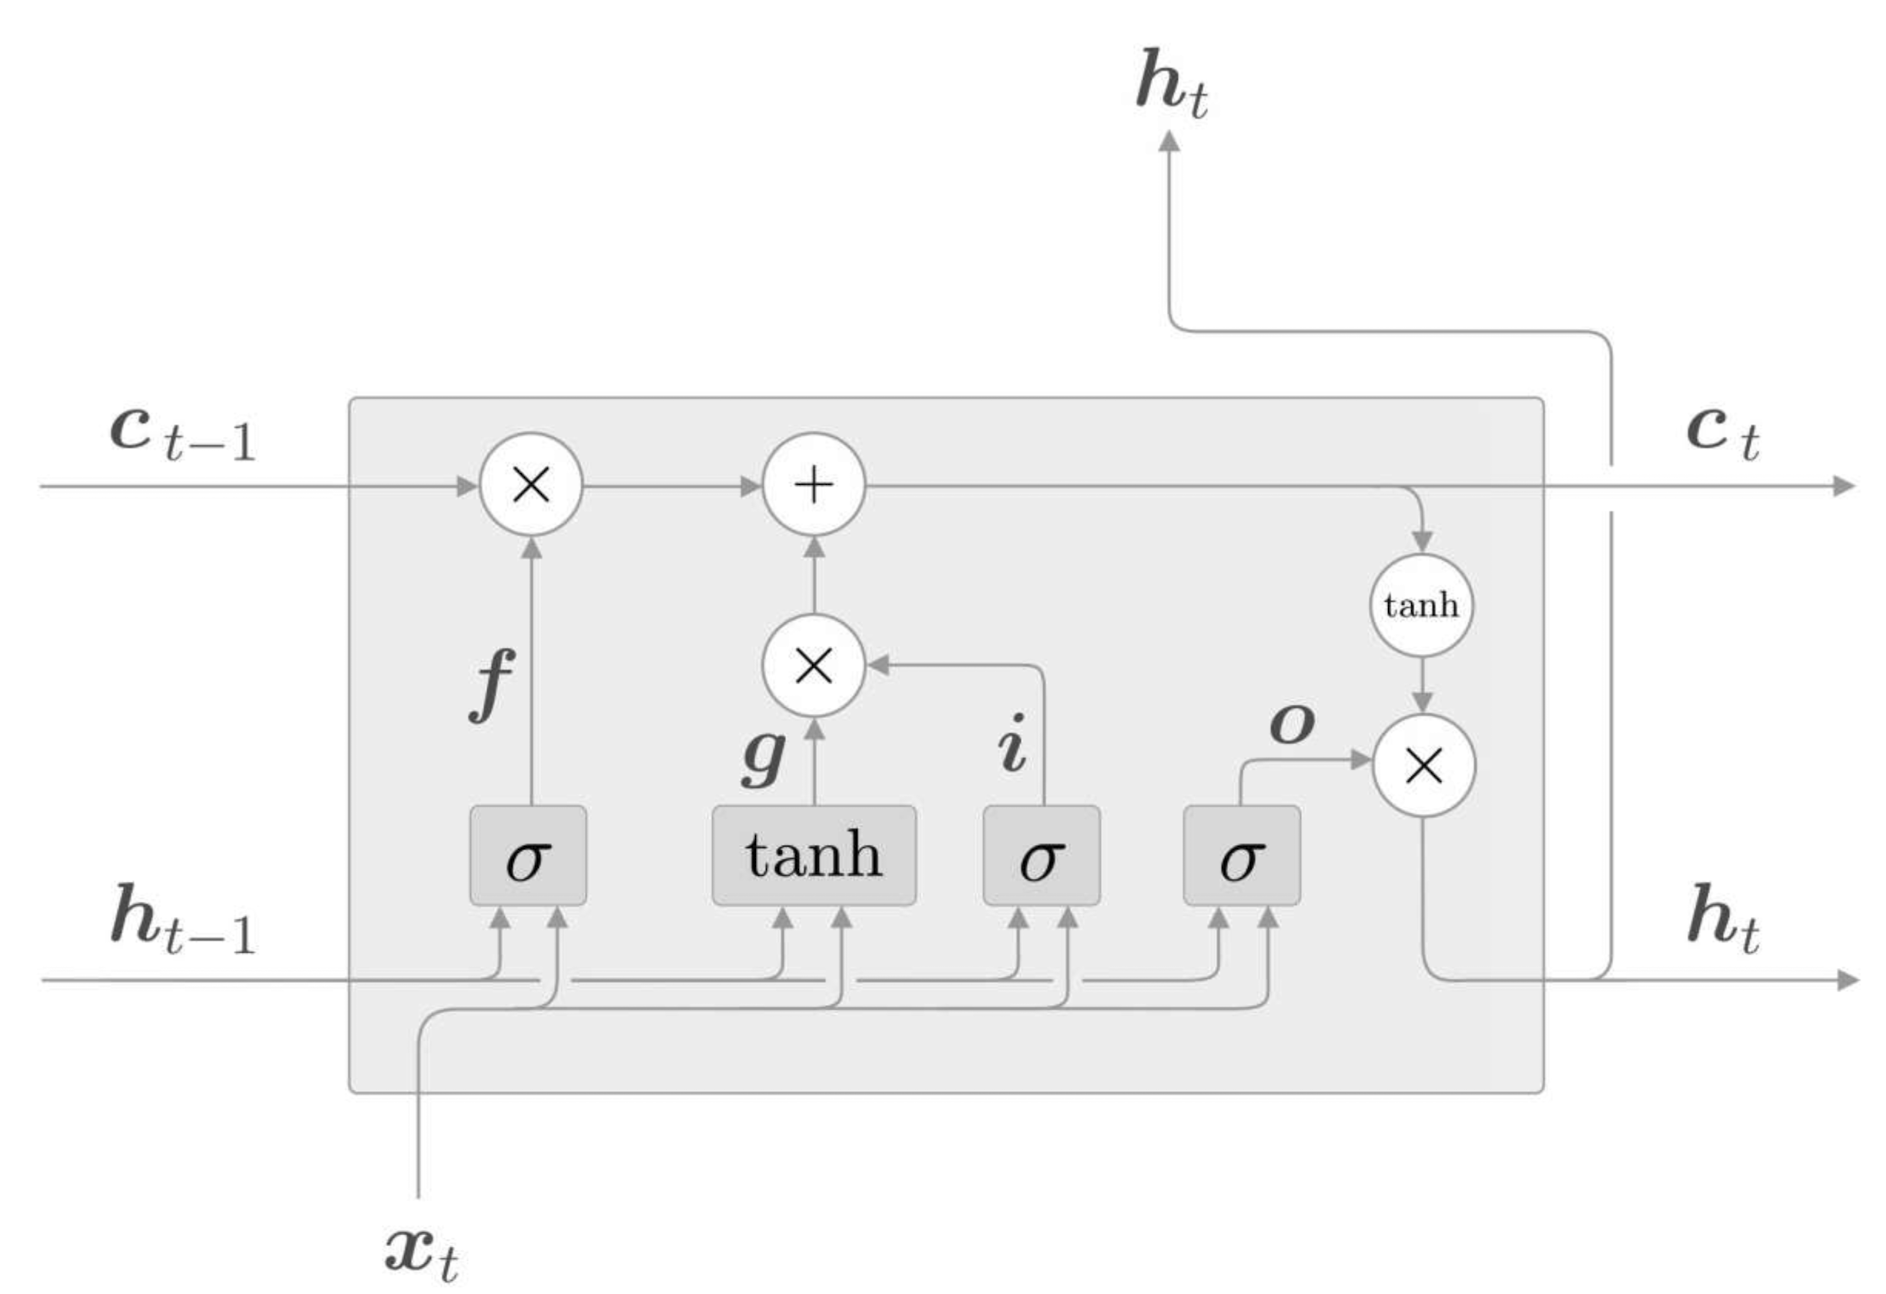 h_t
c_{t-1}
×
+
c_t
tanh
f
×
g
i
o
×
σ
tanh
σ
σ
h_{t-1}
h_t
x_t